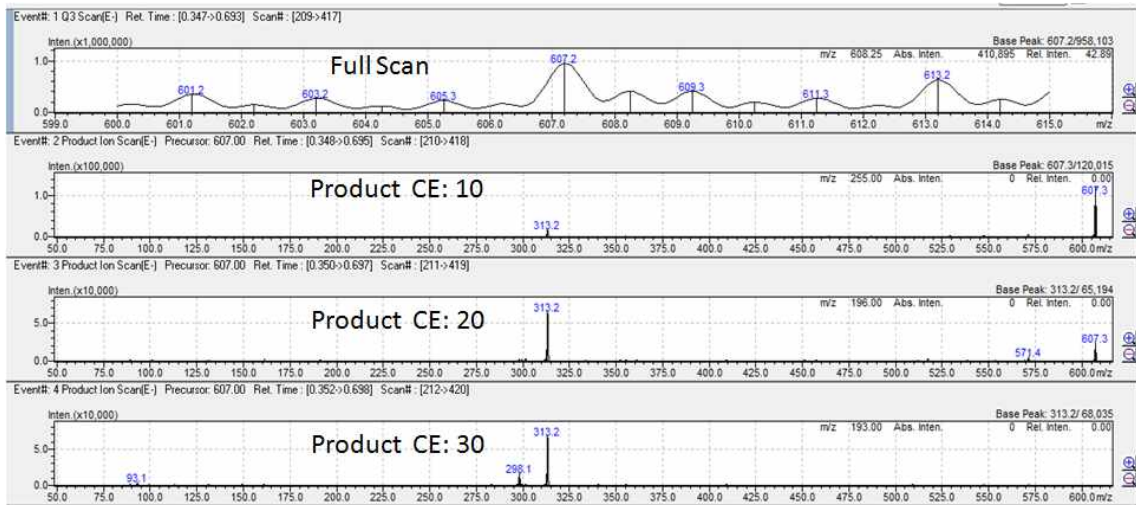 Event#: 1 Q3 Scan(E-) Ret. Time : [0.347->0.693] Scan# : [209->417]
Inten.(x1,000,000) Base Peak: 607.2/958,103
m/z 608.25 Abs. Inten. 410,895 Rel. Inten. 42.89
Full Scan
1.0
0.0
601.2 603.2 605.3 607.2 609.3 611.3 613.2
599.0 600.0 601.0 602.0 603.0 604.0 605.0 606.0 607.0 608.0 609.0 610.0 611.0 612.0 613.0 614.0 615.0 m/z
Event#: 2 Product Ion Scan(E-) Precursor: 607.00 Ret. Time : [0.348->0.695] Scan# : [210->418]
Inten.(x100,000) Base Peak: 607.3/120,015
m/z 255.00 Abs. Inten. 0 Rel. Inten. 0.00
Product CE: 10
1.0
0.0
313.2 607.3
50.0 75.0 100.0 125.0 150.0 175.0 200.0 225.0 250.0 275.0 300.0 325.0 350.0 375.0 400.0 425.0 450.0 475.0 500.0 525.0 550.0 575.0 600.0 m/z
Event#: 3 Product Ion Scan(E-) Precursor: 607.00 Ret. Time : [0.350->0.697] Scan# : [211->419]
Inten.(x10,000) Base Peak: 313.2/ 65,194
m/z 196.00 Abs. Inten. 0 Rel. Inten. 0.00
Product CE: 20
5.0
0.0
313.2 571.4 607.3
50.0 75.0 100.0 125.0 150.0 175.0 200.0 225.0 250.0 275.0 300.0 325.0 350.0 375.0 400.0 425.0 450.0 475.0 500.0 525.0 550.0 575.0 600.0 m/z
Event#: 4 Product Ion Scan(E-) Precursor: 607.00 Ret. Time : [0.352->0.698] Scan# : [212->420]
Inten.(x10,000) Base Peak: 313.2/ 68,035
m/z 193.00 Abs. Inten. 0 Rel. Inten. 0.00
Product CE: 30
5.0
0.0
93.1 298.1 313.2
50.0 75.0 100.0 125.0 150.0 175.0 200.0 225.0 250.0 275.0 300.0 325.0 350.0 375.0 400.0 425.0 450.0 475.0 500.0 525.0 550.0 575.0 600.0 m/z